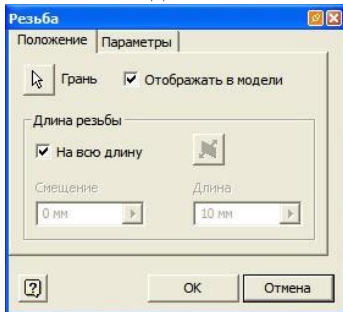 Резьба
Положение Параметры
Грань Отображать в модели
Длина резьбы
На всю длину
Смещение Длина
0 мм 10 мм
OK Отмена